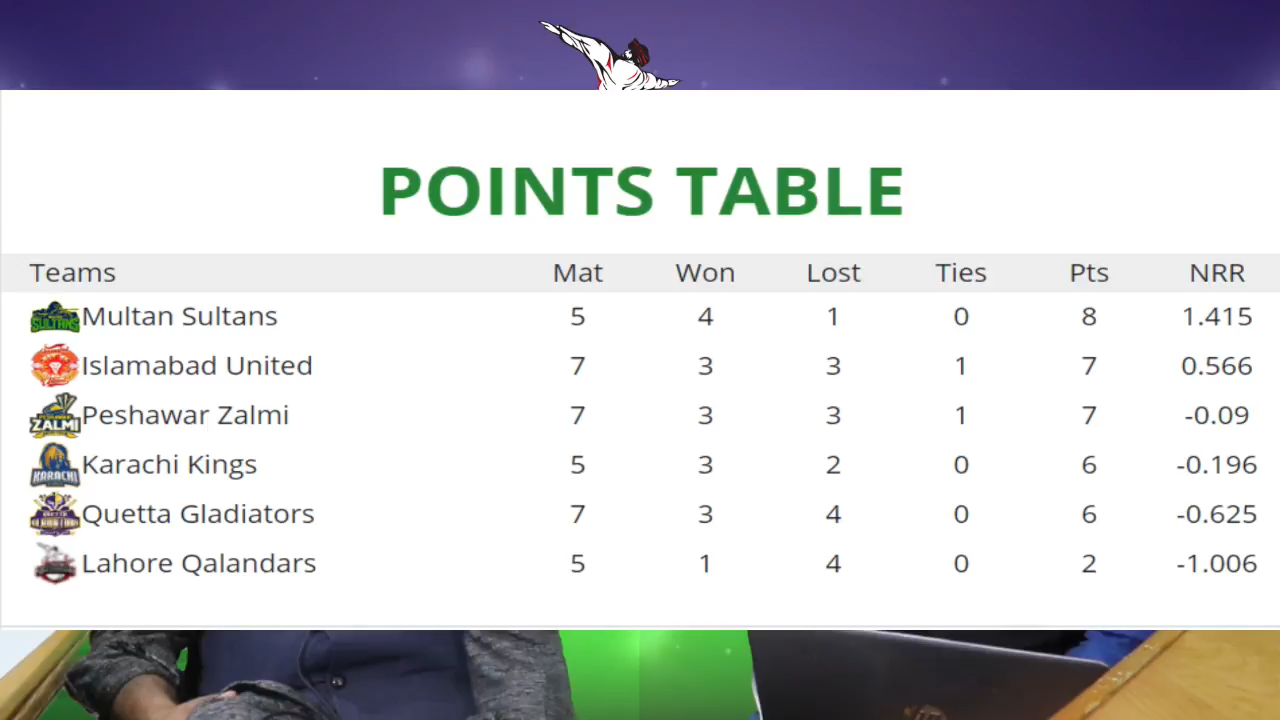 POINTS TABLE
Teams Mat Won Lost Ties Pts NRR
SULTANS Multan Sultans 5 4 1 0 8 1.415
Islamabad United 7 3 3 1 7 0.566
ZALMI Peshawar Zalmi 7 3 3 1 7 -0.09
KARACHI Karachi Kings 5 3 2 0 6 -0.196
Quetta Gladiators 7 3 4 0 6 -0.625
Lahore Qalandars 5 1 4 0 2 -1.006